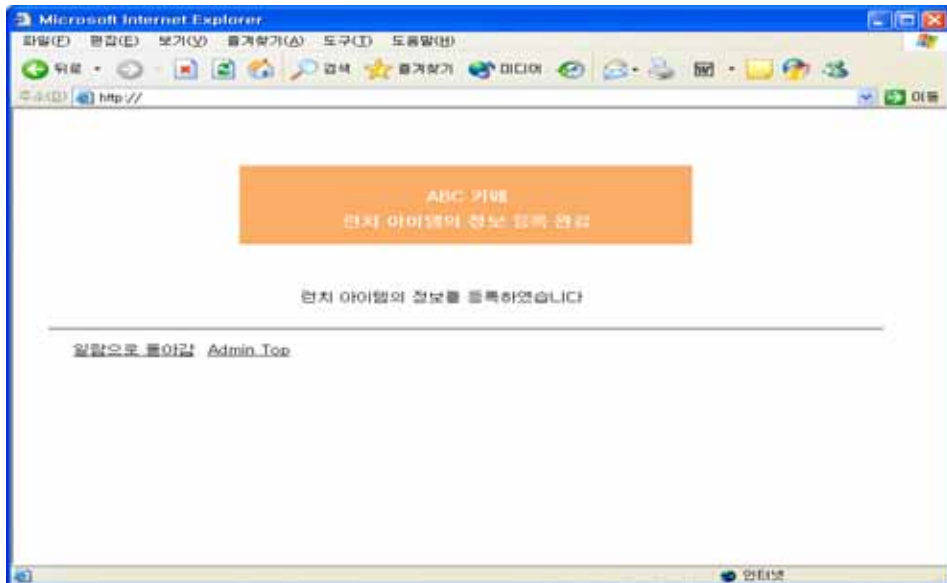 Microsoft Internet Explorer
파일(F) 편집(E) 보기(V) 즐겨찾기(A) 도구(T) 도움말(H)
뒤로 검색 즐겨찾기 미디어
주소(D) http:// 이동
ABC 카페
런치 아이템의 정보 등록 완료
런치 아이템의 정보를 등록하였습니다
일람으로 돌아감 Admin Top
인터넷